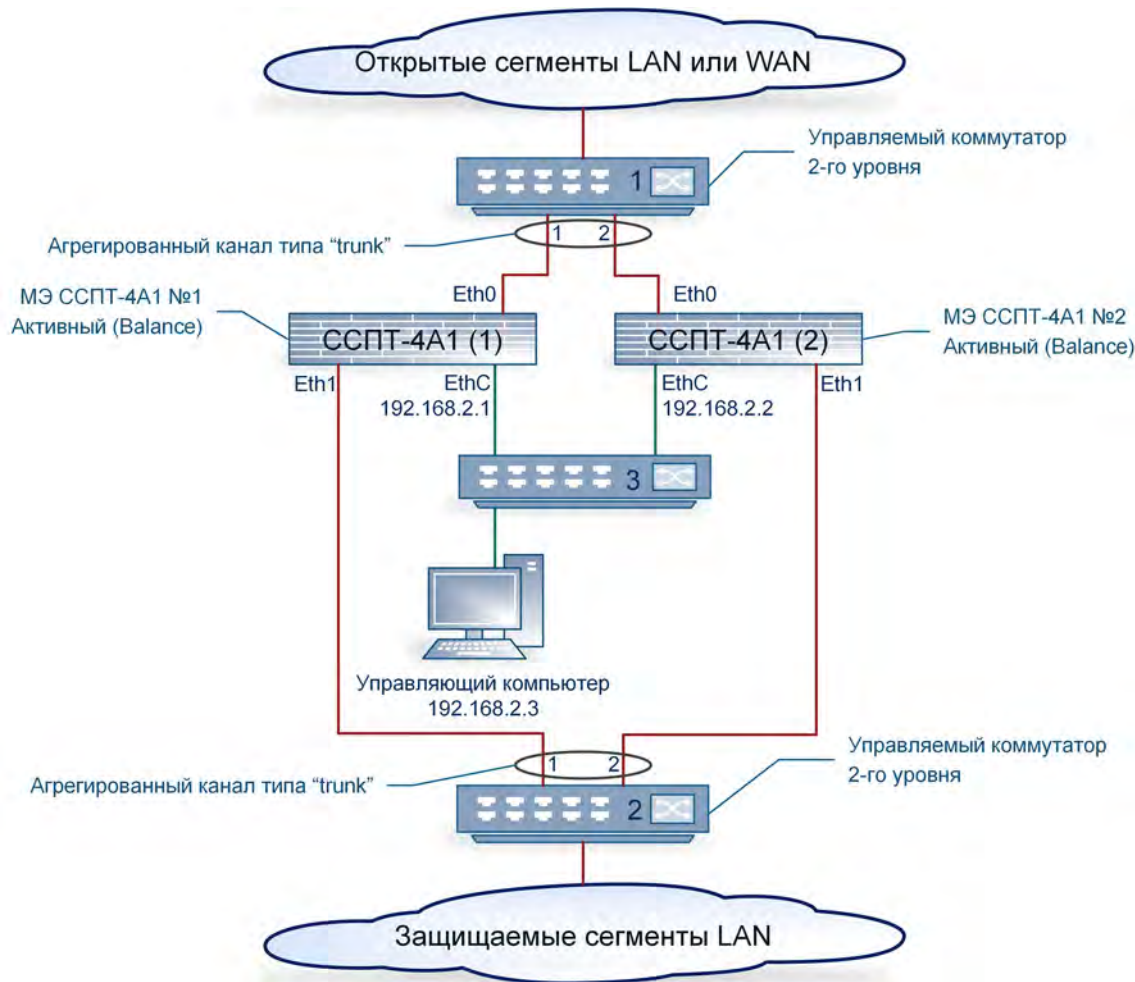 Открытые сегменты LAN или WAN
Управляемый коммутатор
2-го уровня
1
Агрегированный канал типа “trunk”
1
2
МЭ ССПТ-4А1 №1
Активный (Balance)
Eth0
Eth0
МЭ ССПТ-4А1 №2
Активный (Balance)
ССПТ-4А1 (1)
ССПТ-4А1 (2)
Eth1
EthC
192.168.2.1
EthC
192.168.2.2
Eth1
3
Управляющий компьютер
192.168.2.3
Управляемый коммутатор
2-го уровня
1
2
Агрегированный канал типа “trunk”
2
Защищаемые сегменты LAN